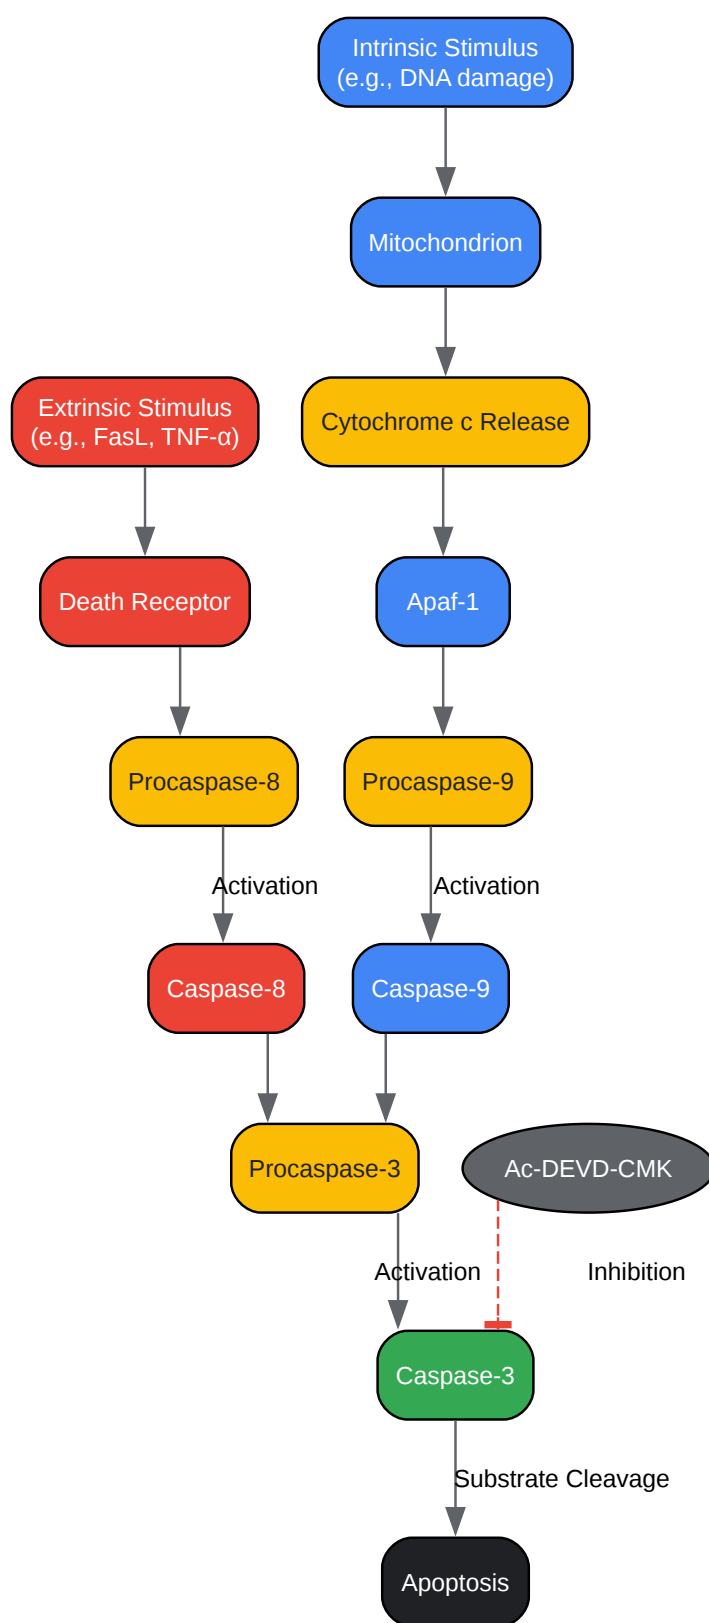 Intrinsic Stimulus
(e.g., DNA damage)
Mitochondrion
Extrinsic Stimulus
(e.g., FasL, TNF-α)
Cytochrome c Release
Death Receptor
Apaf-1
Procaspase-8
Procaspase-9
Activation
Activation
Caspase-8
Caspase-9
Procaspase-3
Ac-DEVD-CMK
Activation
Inhibition
Caspase-3
Substrate Cleavage
Apoptosis